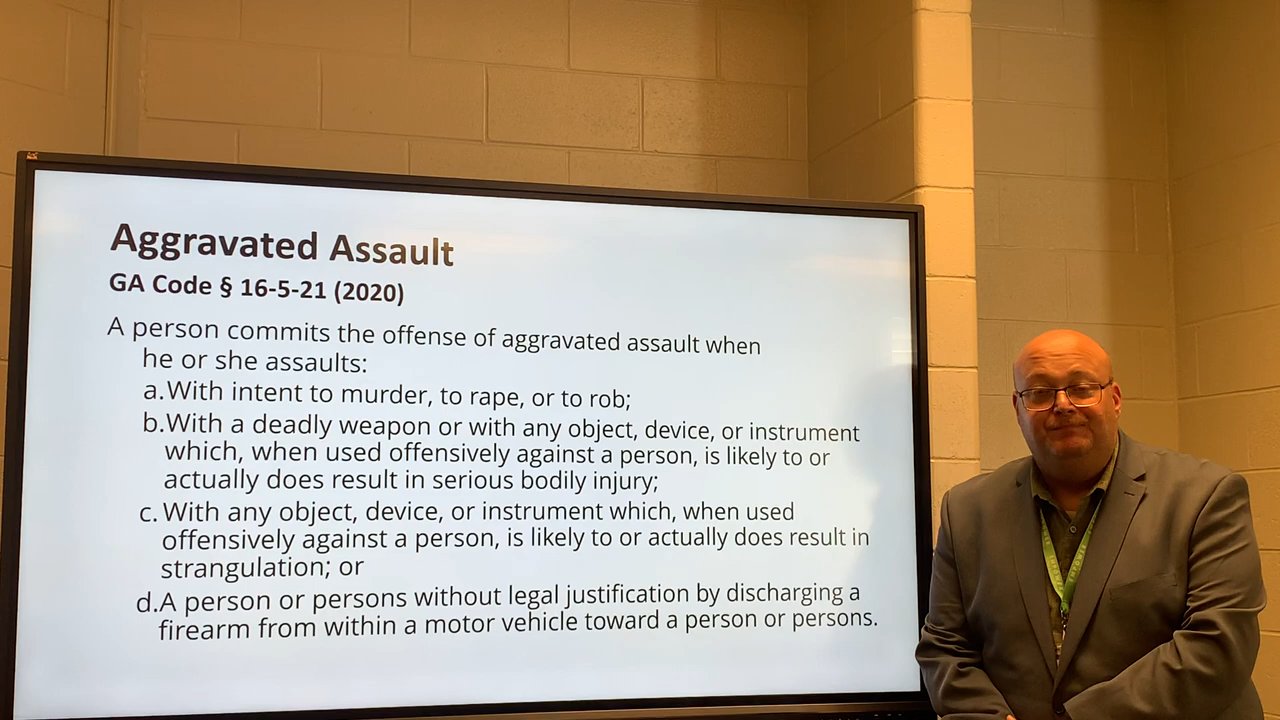 Aggravated Assault
GA Code § 16-5-21 (2020)
A person commits the offense of aggravated assault when
he or she assaults:
a.With intent to murder, to rape, or to rob;
b.With a deadly weapon or with any object, device, or instrument
which, when used offensively against a person, is likely to or
actually does result in serious bodily injury;
c. With any object, device, or instrument which, when used
offensively against a person, is likely to or actually does result in
strangulation; or
d.A person or persons without legal justification by discharging a
firearm from within a motor vehicle toward a person or persons.